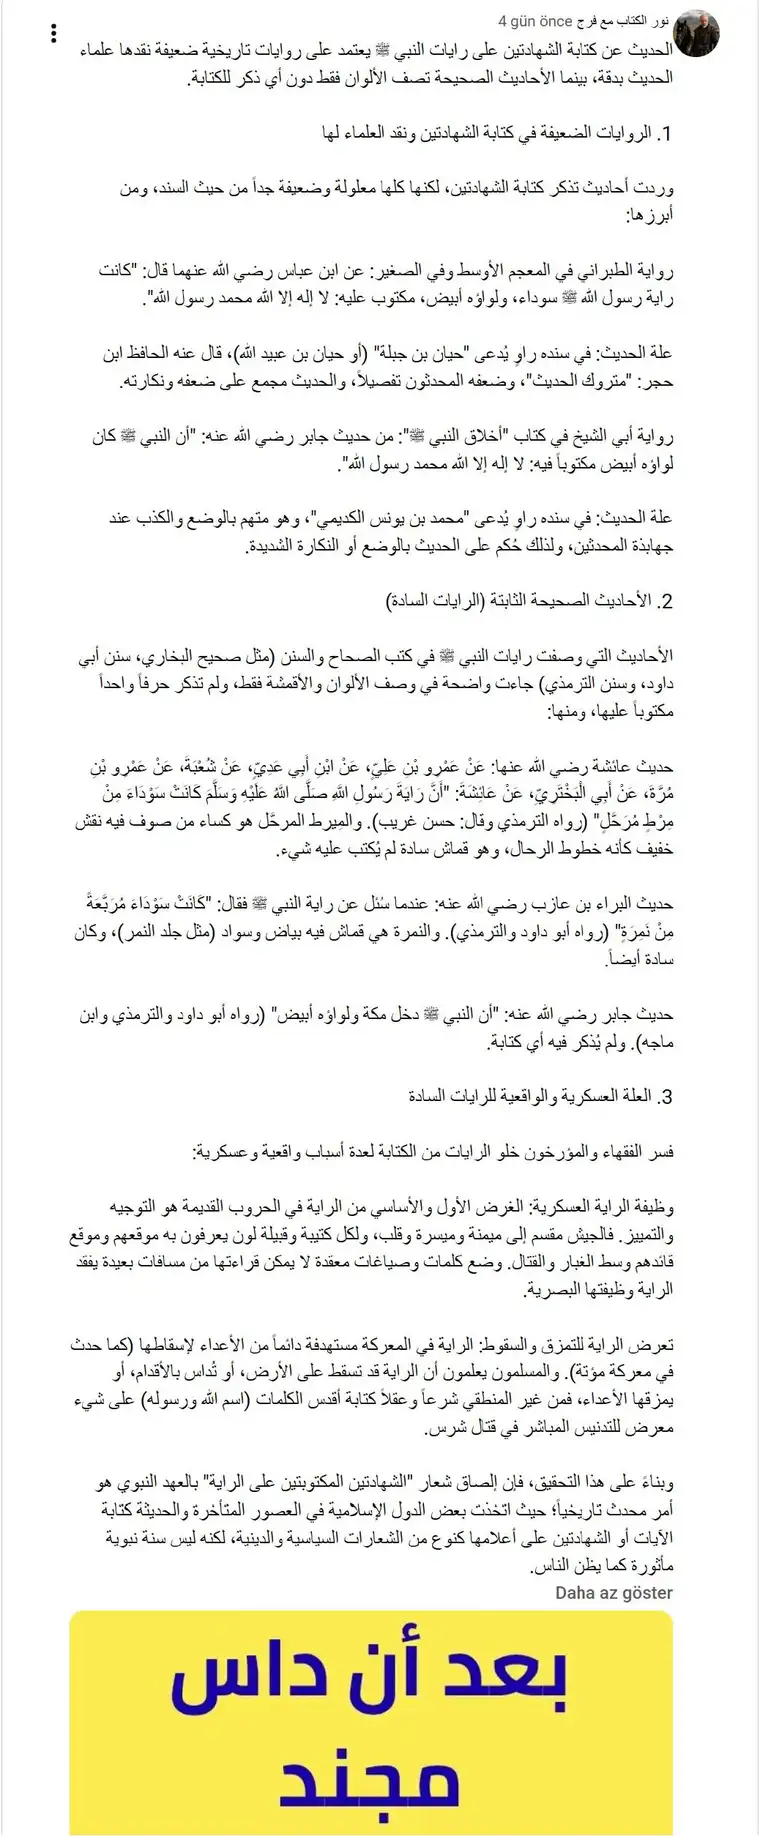 نور الكتاب مع فرج 4 gün önce
الحديث عن كتابة الشهادتين على رايات النبي ﷺ يعتمد على روايات تاريخية ضعيفة نقدها علماء
الحديث بدقة، بينما الأحاديث الصحيحة تصف الألوان فقط دون أي ذكر للكتابة.
1. الروايات الضعيفة في كتابة الشهادتين ونقد العلماء لها
وردت أحاديث تذكر كتابة الشهادتين، لكنها كلها معلولة وضعيفة جداً من حيث السند، ومن
أبرزها:
رواية الطبراني في المعجم الأوسط وفي الصغير: عن ابن عباس رضي الله عنهما قال: "كانت
راية رسول الله ﷺ سوداء، ولواؤه أبيض، مكتوب عليه: لا إله إلا الله محمد رسول الله".
علة الحديث: في سنده راوٍ يُدعى "حيان بن جبلة" (أو حيان بن عبيد الله)، قال عنه الحافظ ابن
حجر: "متروك الحديث"، وضعفه المحدثون تفصيلاً، والحديث مجمع على ضعفه ونكارته.
رواية أبي الشيخ في كتاب "أخلاق النبي ﷺ": من حديث جابر رضي الله عنه: "أن النبي ﷺ كان
لواؤه أبيض مكتوباً فيه: لا إله إلا الله محمد رسول الله".
علة الحديث: في سنده راوٍ يُدعى "محمد بن يونس الكديمي"، وهو متهم بالوضع والكذب عند
جهابذة المحدثين، ولذلك حُكم على الحديث بالوضع أو النكارة الشديدة.
2. الأحاديث الصحيحة الثابتة (الرايات السادة)
الأحاديث التي وصفت رايات النبي ﷺ في كتب الصحاح والسنن (مثل صحيح البخاري، سنن أبي
داود، وسنن الترمذي) جاءت واضحة في وصف الألوان والأقمشة فقط، ولم تذكر حرفاً واحداً
مكتوباً عليها، ومنها:
حديث عائشة رضي الله عنها: عَنْ عَمْرِو بْنِ عَلِيٍّ، عَنْ ابْنِ أَبِي عَدِيٍّ، عَنْ شُعْبَةَ، عَنْ عَمْرِو بْنِ
مُرَّةَ، عَنْ أَبِي الْبَخْتَرِيِّ، عَنْ عَائِشَةَ: "أَنَّ رَايَةَ رَسُولِ اللَّهِ صَلَّى اللَّهُ عَلَيْهِ وَسَلَّمَ كَانَتْ سَوْدَاءَ مِنْ
مِرْطٍ مُرَحَّلٍ" (رواه الترمذي وقال: حسن غريب). والمِيرط المرحَّل هو كساء من صوف فيه نقش
خفيف كأنه خطوط الرحال، وهو قماش سادة لم يُكتب عليه شيء.
حديث البراء بن عازب رضي الله عنه: عندما سُئل عن راية النبي ﷺ فقال: "كَانَتْ سَوْدَاءَ مُرَبَّعَةً
مِنْ نَمِرَةٍ" (رواه أبو داود والترمذي). والنمرة هي قماش فيه بياض وسواد (مثل جلد النمر)، وكان
سادة أيضاً.
حديث جابر رضي الله عنه: "أن النبي ﷺ دخل مكة ولواؤه أبيض" (رواه أبو داود والترمذي وابن
ماجه). ولم يُذكر فيه أي كتابة.
3. العلة العسكرية والواقعية للرايات السادة
فسر الفقهاء والمؤرخون خلو الرايات من الكتابة لعدة أسباب واقعية وعسكرية:
وظيفة الراية العسكرية: الغرض الأول والأساسي من الراية في الحروب القديمة هو التوجيه
والتمييز. فالجيش مقسم إلى ميمنة وميسرة وقلب، ولكل كتيبة وقبيلة لون يعرفون به موقعهم وموقع
قائدهم وسط الغبار والقتال. وضع كلمات وصياغات معقدة لا يمكن قراءتها من مسافات بعيدة يفقد
الراية وظيفتها البصرية.
تعرض الراية للتمزق والسقوط: الراية في المعركة مستهدفة دائماً من الأعداء لإسقاطها (كما حدث
في معركة مؤتة). والمسلمون يعلمون أن الراية قد تسقط على الأرض، أو تُداس بالأقدام، أو
يمزقها الأعداء، فمن غير المنطقي شرعاً وعقلاً كتابة أقدس الكلمات (اسم الله ورسوله) على شيء
معرض للتدنيس المباشر في قتال شرس.
وبناءً على هذا التحقيق، فإن إلصاق شعار "الشهادتين المكتوبتين على الراية" بالعهد النبوي هو
أمر محدث تاريخياً؛ حيث اتخذت بعض الدول الإسلامية في العصور المتأخرة والحديثة كتابة
الآيات أو الشهادتين على أعلامها كنوع من الشعارات السياسية والدينية، لكنه ليس سنة نبوية
مأثورة كما يظن الناس.
Daha az göster
بعد أن داس
مجند